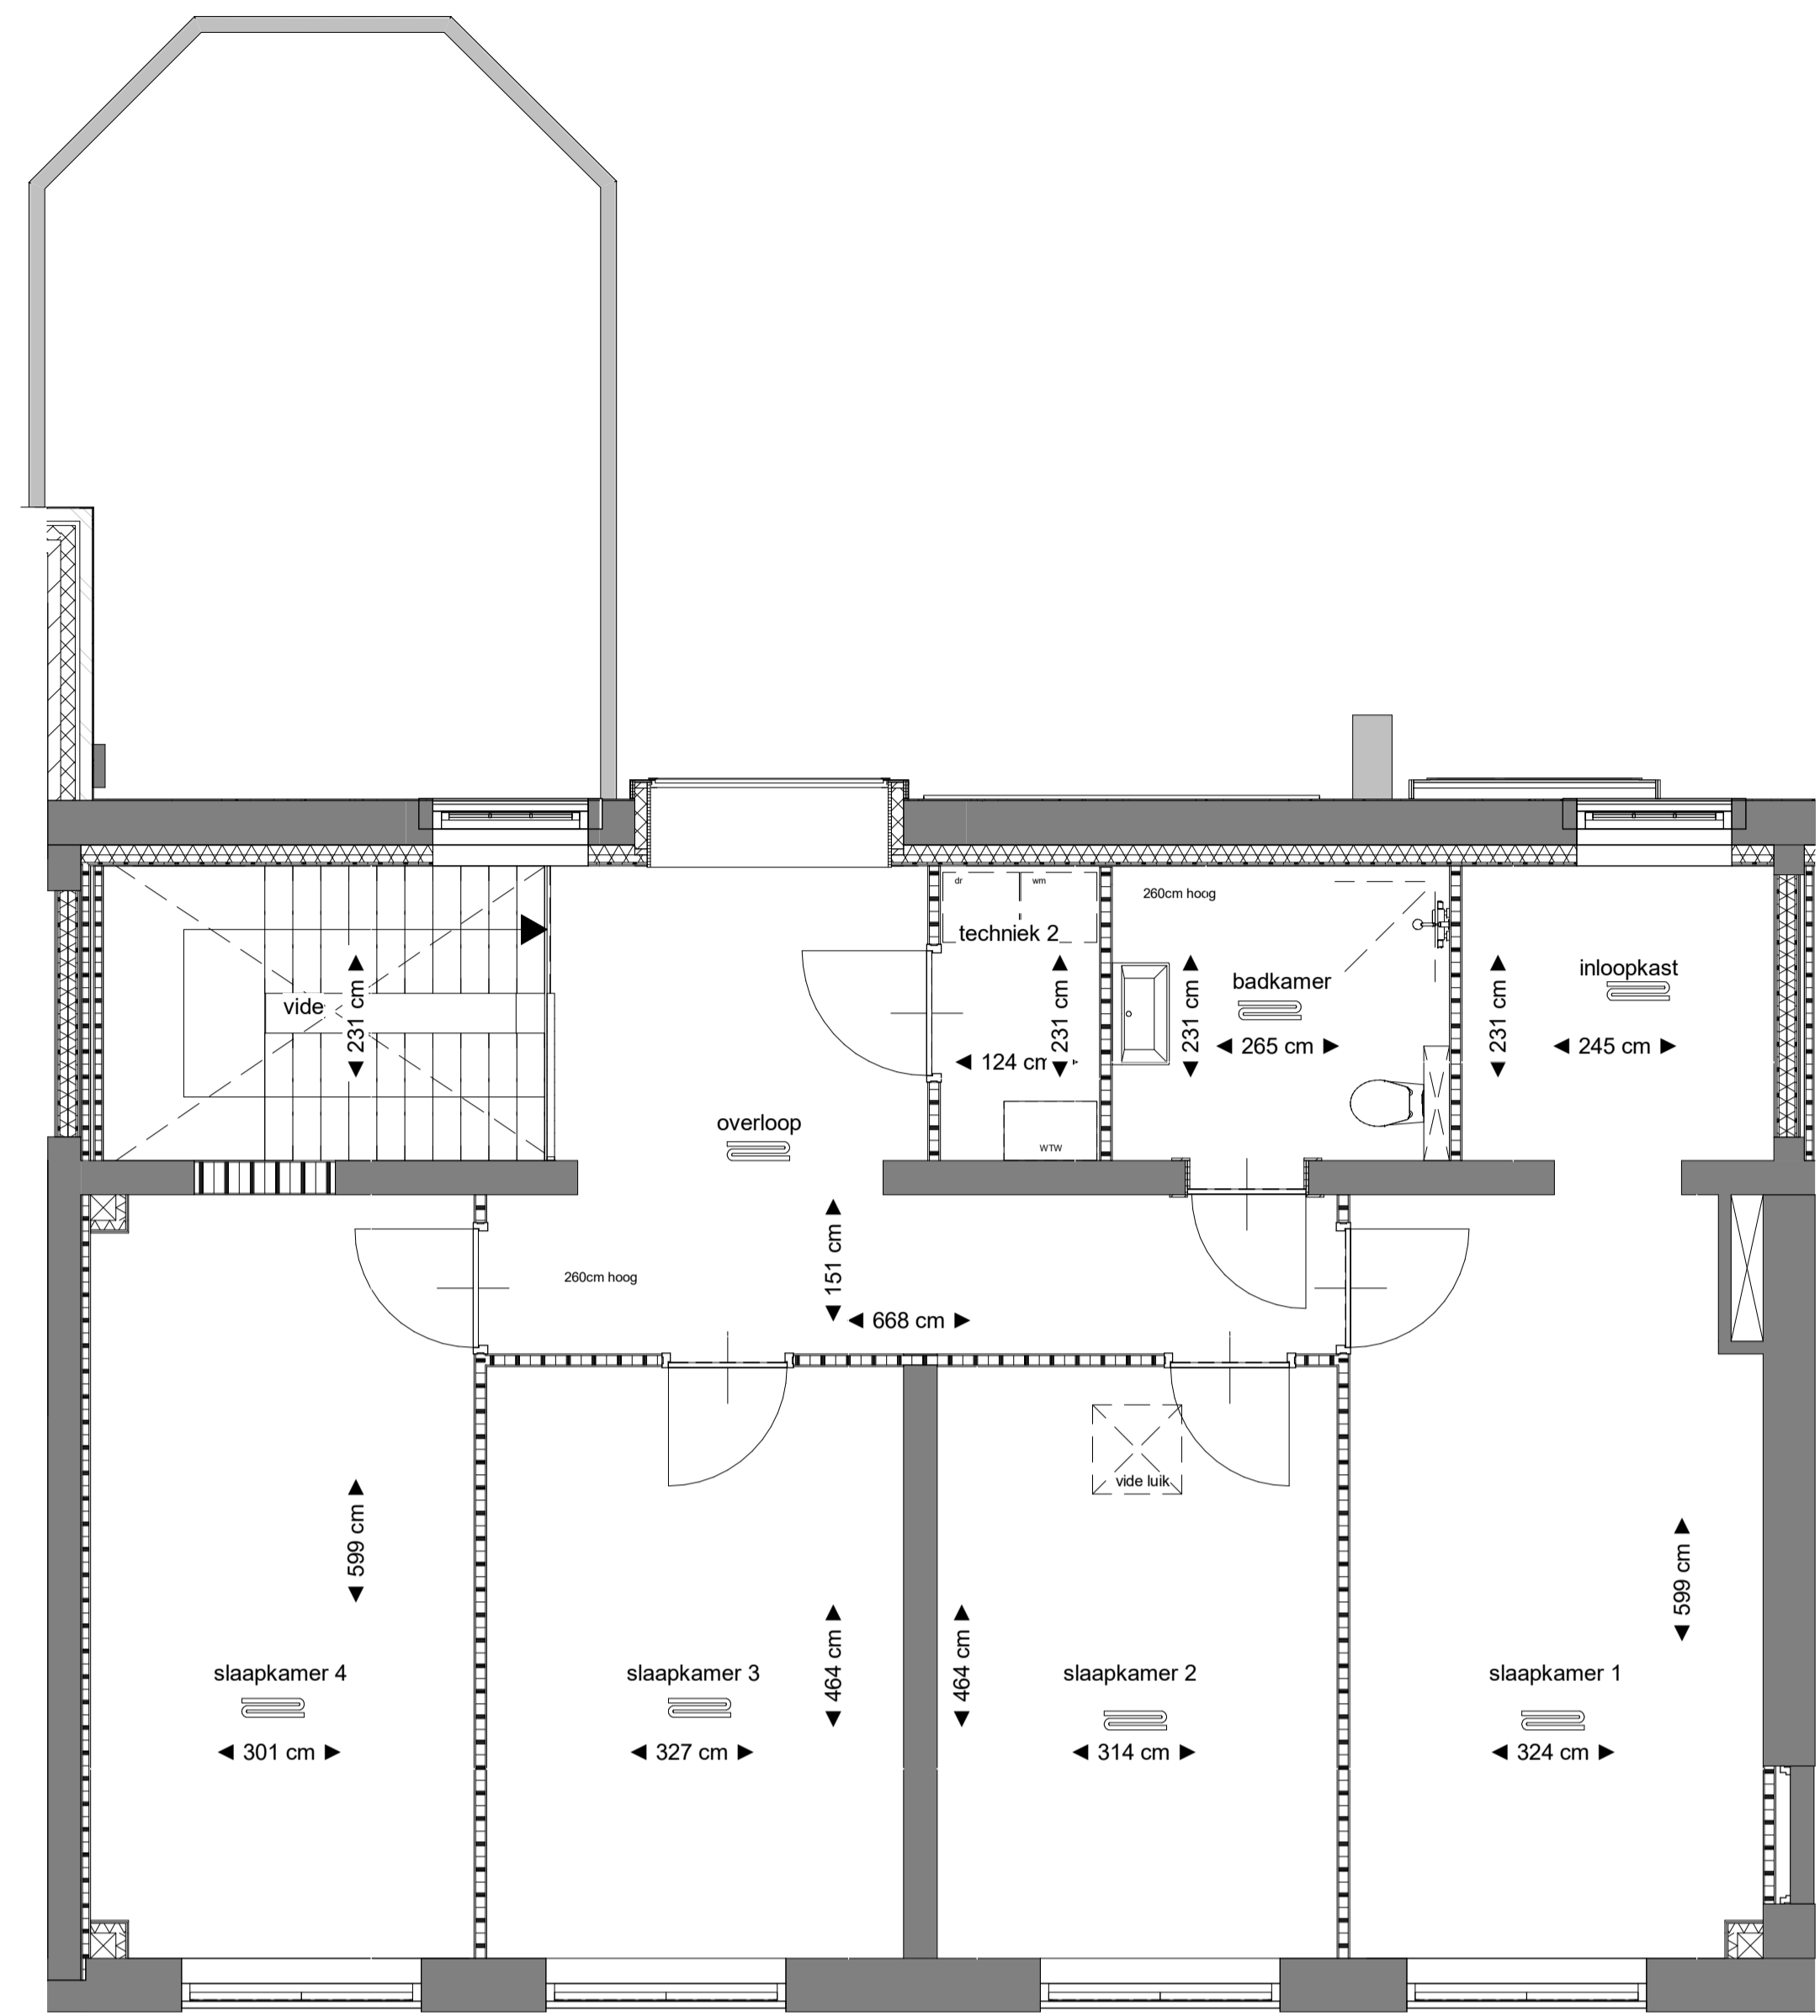 dr
wm
260cm hoog
techniek 2
vide
231 cm
231 cm
124 cm
231 cm
badkamer
265 cm
231 cm
inloopkast
245 cm
overloop
WTW
151 cm
260cm hoog
668 cm
vide luik
599 cm
599 cm
464 cm
464 cm
slaapkamer 4
slaapkamer 3
slaapkamer 2
slaapkamer 1
301 cm
327 cm
314 cm
324 cm